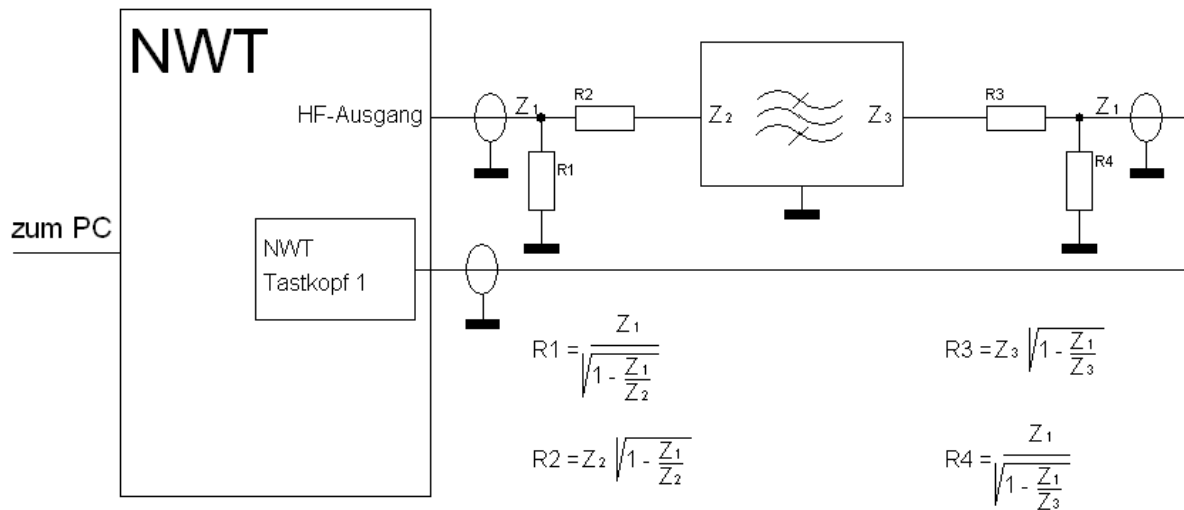 NWT
HF-Ausgang
Z₁
R2
R1
Z₂
Z₃
R3
Z₁
R4
zum PC
NWT
Tastkopf 1
R1 = Z₁ / √(1 - Z₁/Z₂)
R3 = Z₃ √(1 - Z₁/Z₃)
R2 = Z₂ √(1 - Z₁/Z₂)
R4 = Z₁ / √(1 - Z₁/Z₃)